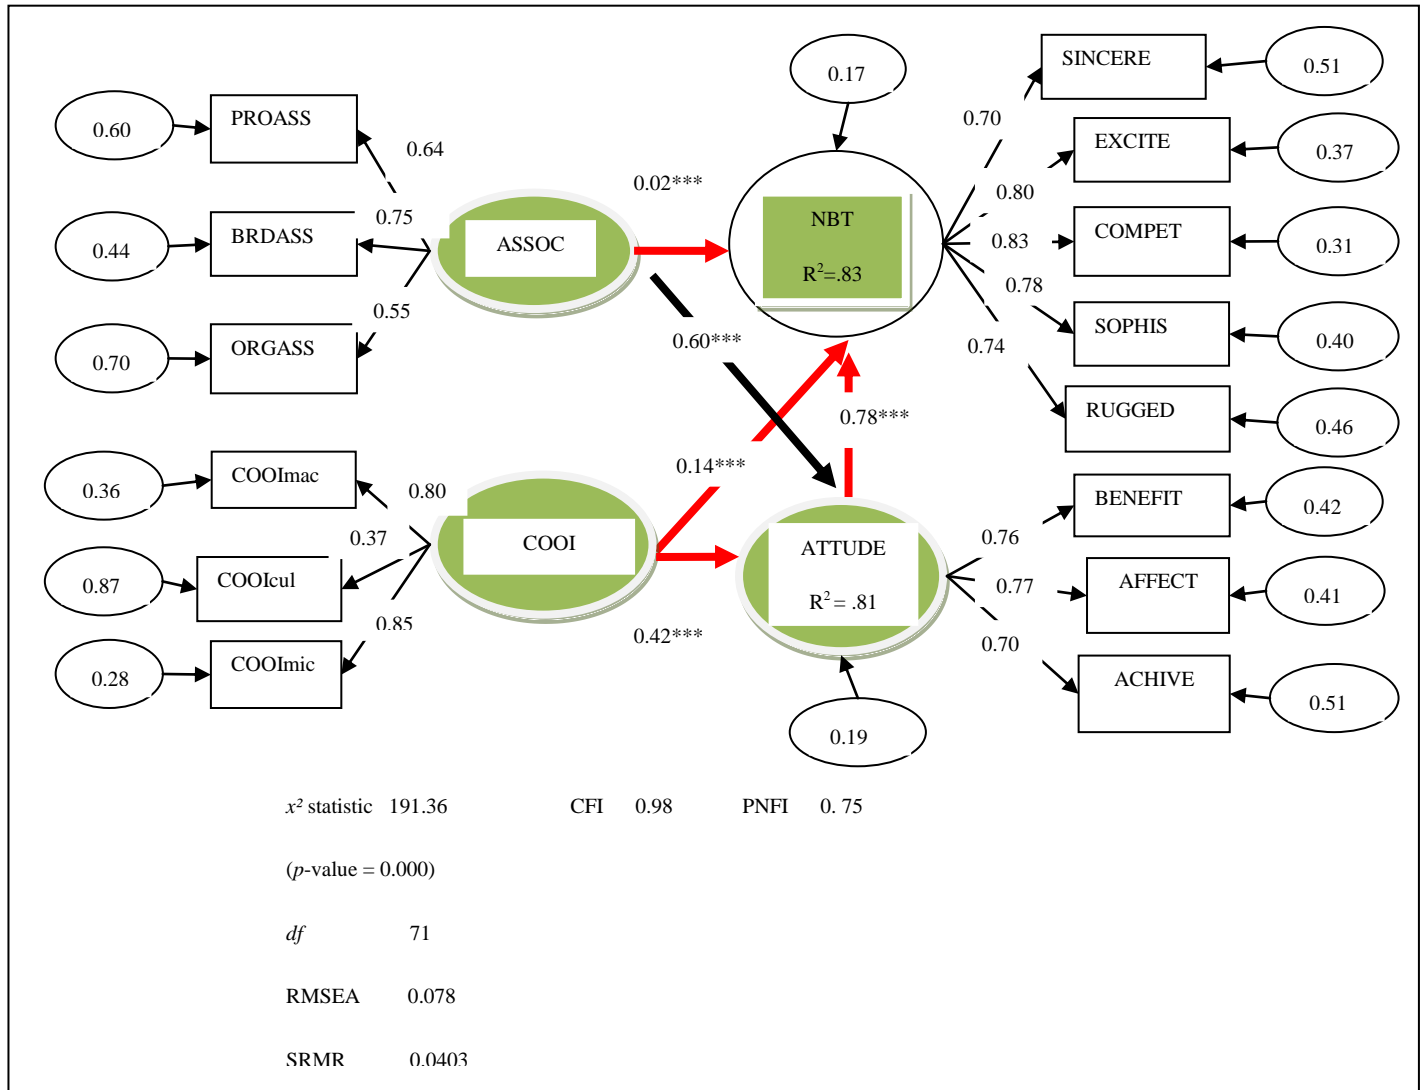 0.60
PROASS
0.64
0.44
BRDASS
0.75
0.70
ORGASS
0.55
ASSOC
0.36
COOImac
0.80
0.87
COOIcul
0.37
0.28
COOImic
0.85
COOI
0.02***
0.60***
0.14***
0.78***
0.42***
0.17
NBT
R²=.83
ATTUDE
R² = .81
0.19
0.70
SINCERE
0.51
0.80
EXCITE
0.37
0.83
COMPET
0.31
0.78
SOPHIS
0.40
0.74
RUGGED
0.46
0.76
BENEFIT
0.42
0.77
AFFECT
0.41
0.70
ACHIVE
0.51
x² statistic 191.36 CFI 0.98 PNFI 0. 75
(p-value = 0.000)
df 71
RMSEA 0.078
SRMR 0.0403